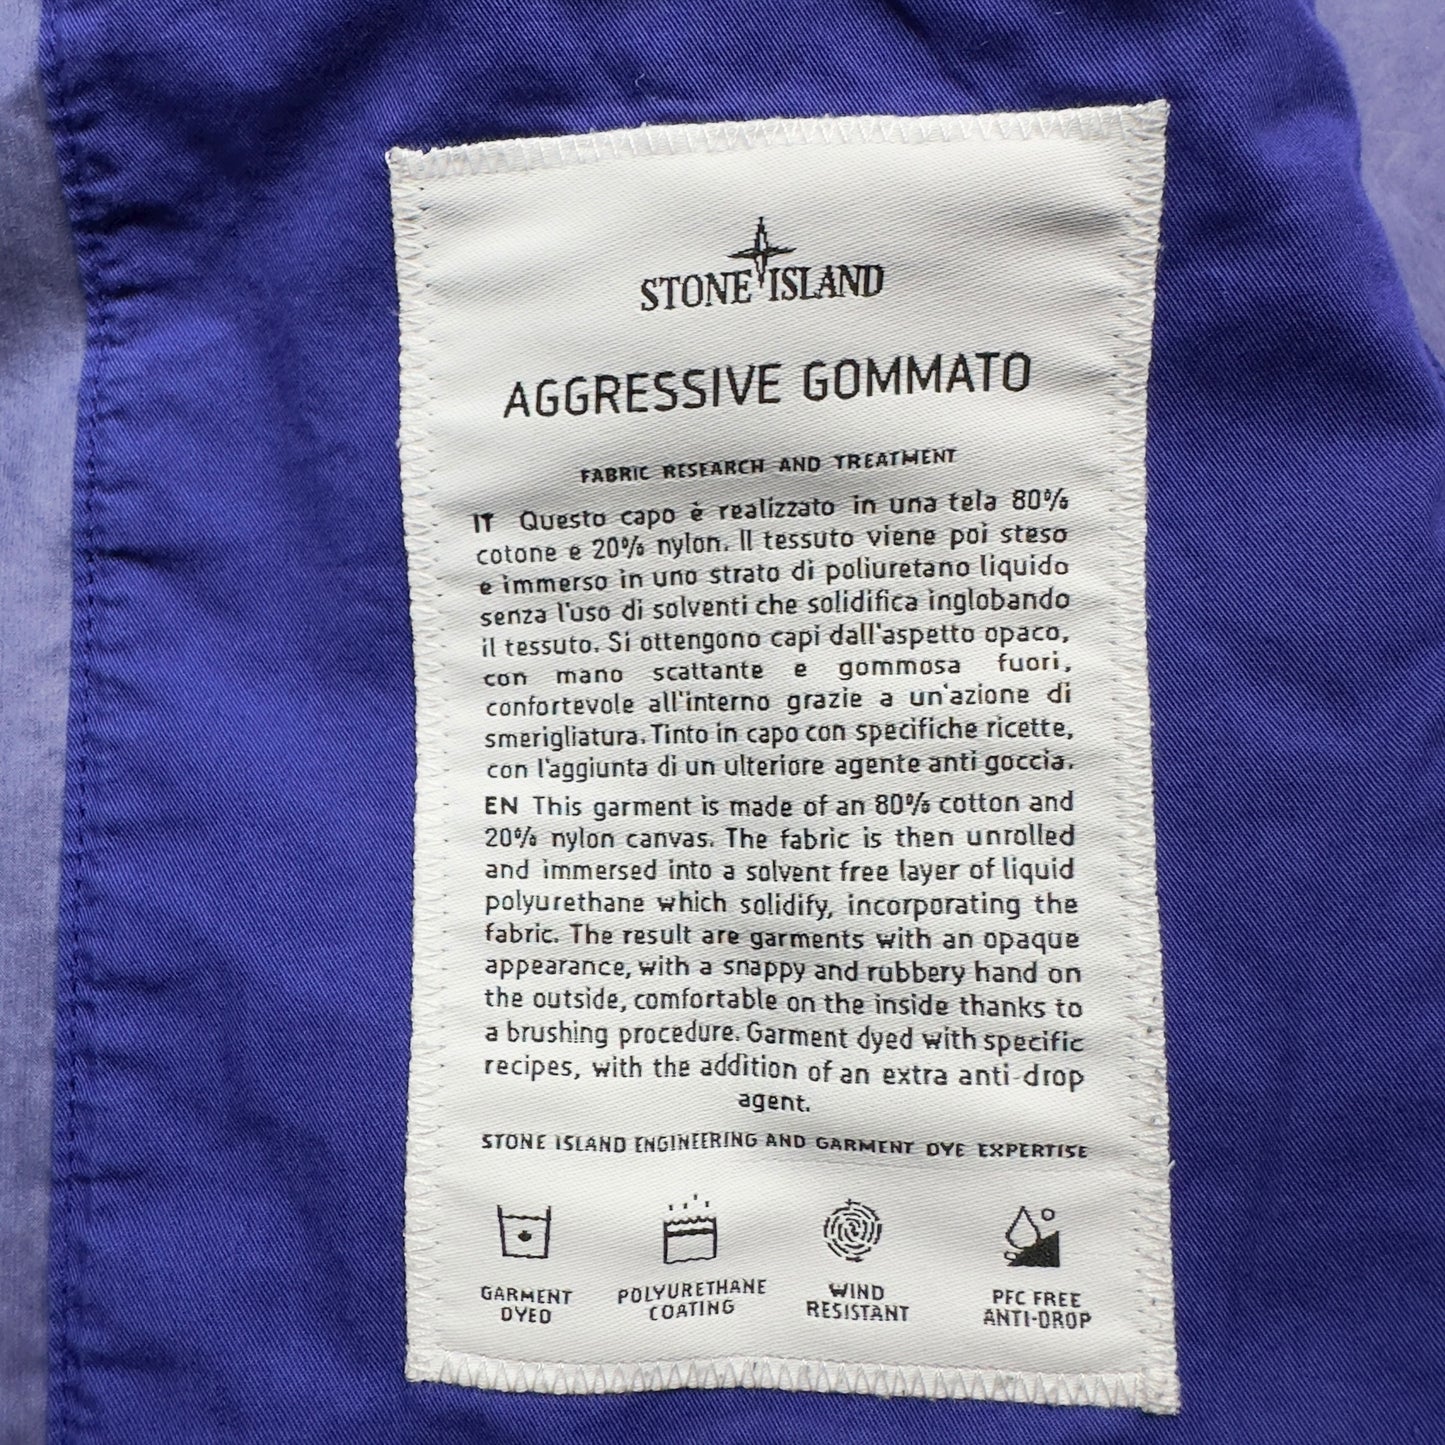 STONE ISLAND
AGGRESSIVE GOMMATO
FABRIC RESEARCH AND TREATMENT
IT Questo capo è realizzato in una tela 80%
cotone e 20% nylon. Il tessuto viene poi steso
e immerso in uno strato di poliuretano liquido
senza l'uso di solventi che solidifica inglobando
il tessuto. Si ottengono capi dall'aspetto opaco,
con mano scattante e gommosa fuori,
confortevole all'interno grazie a un'azione di
smerigliatura. Tinto in capo con specifiche ricette,
con l'aggiunta di un ulteriore agente anti goccia.
EN This garment is made of an 80% cotton and
20% nylon canvas. The fabric is then unrolled
and immersed into a solvent free layer of liquid
polyurethane which solidify, incorporating the
fabric. The result are garments with an opaque
appearance, with a snappy and rubbery hand on
the outside, comfortable on the inside thanks to
a brushing procedure. Garment dyed with specific
recipes, with the addition of an extra anti-drop
agent.
STONE ISLAND ENGINEERING AND GARMENT DYE EXPERTISE
GARMENT
DYED
POLYURETHANE
COATING
WIND
RESISTANT
PFC FREE
ANTI-DROP